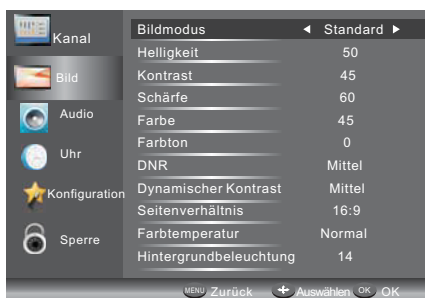 Kanal
Bild
Audio
Uhr
Konfiguration
Sperre
Bildmodus Standard
Helligkeit 50
Kontrast 45
Schärfe 60
Farbe 45
Farbton 0
DNR Mittel
Dynamischer Kontrast Mittel
Seitenverhältnis 16:9
Farbtemperatur Normal
Hintergrundbeleuchtung 14
MENU Zurück Auswählen OK OK